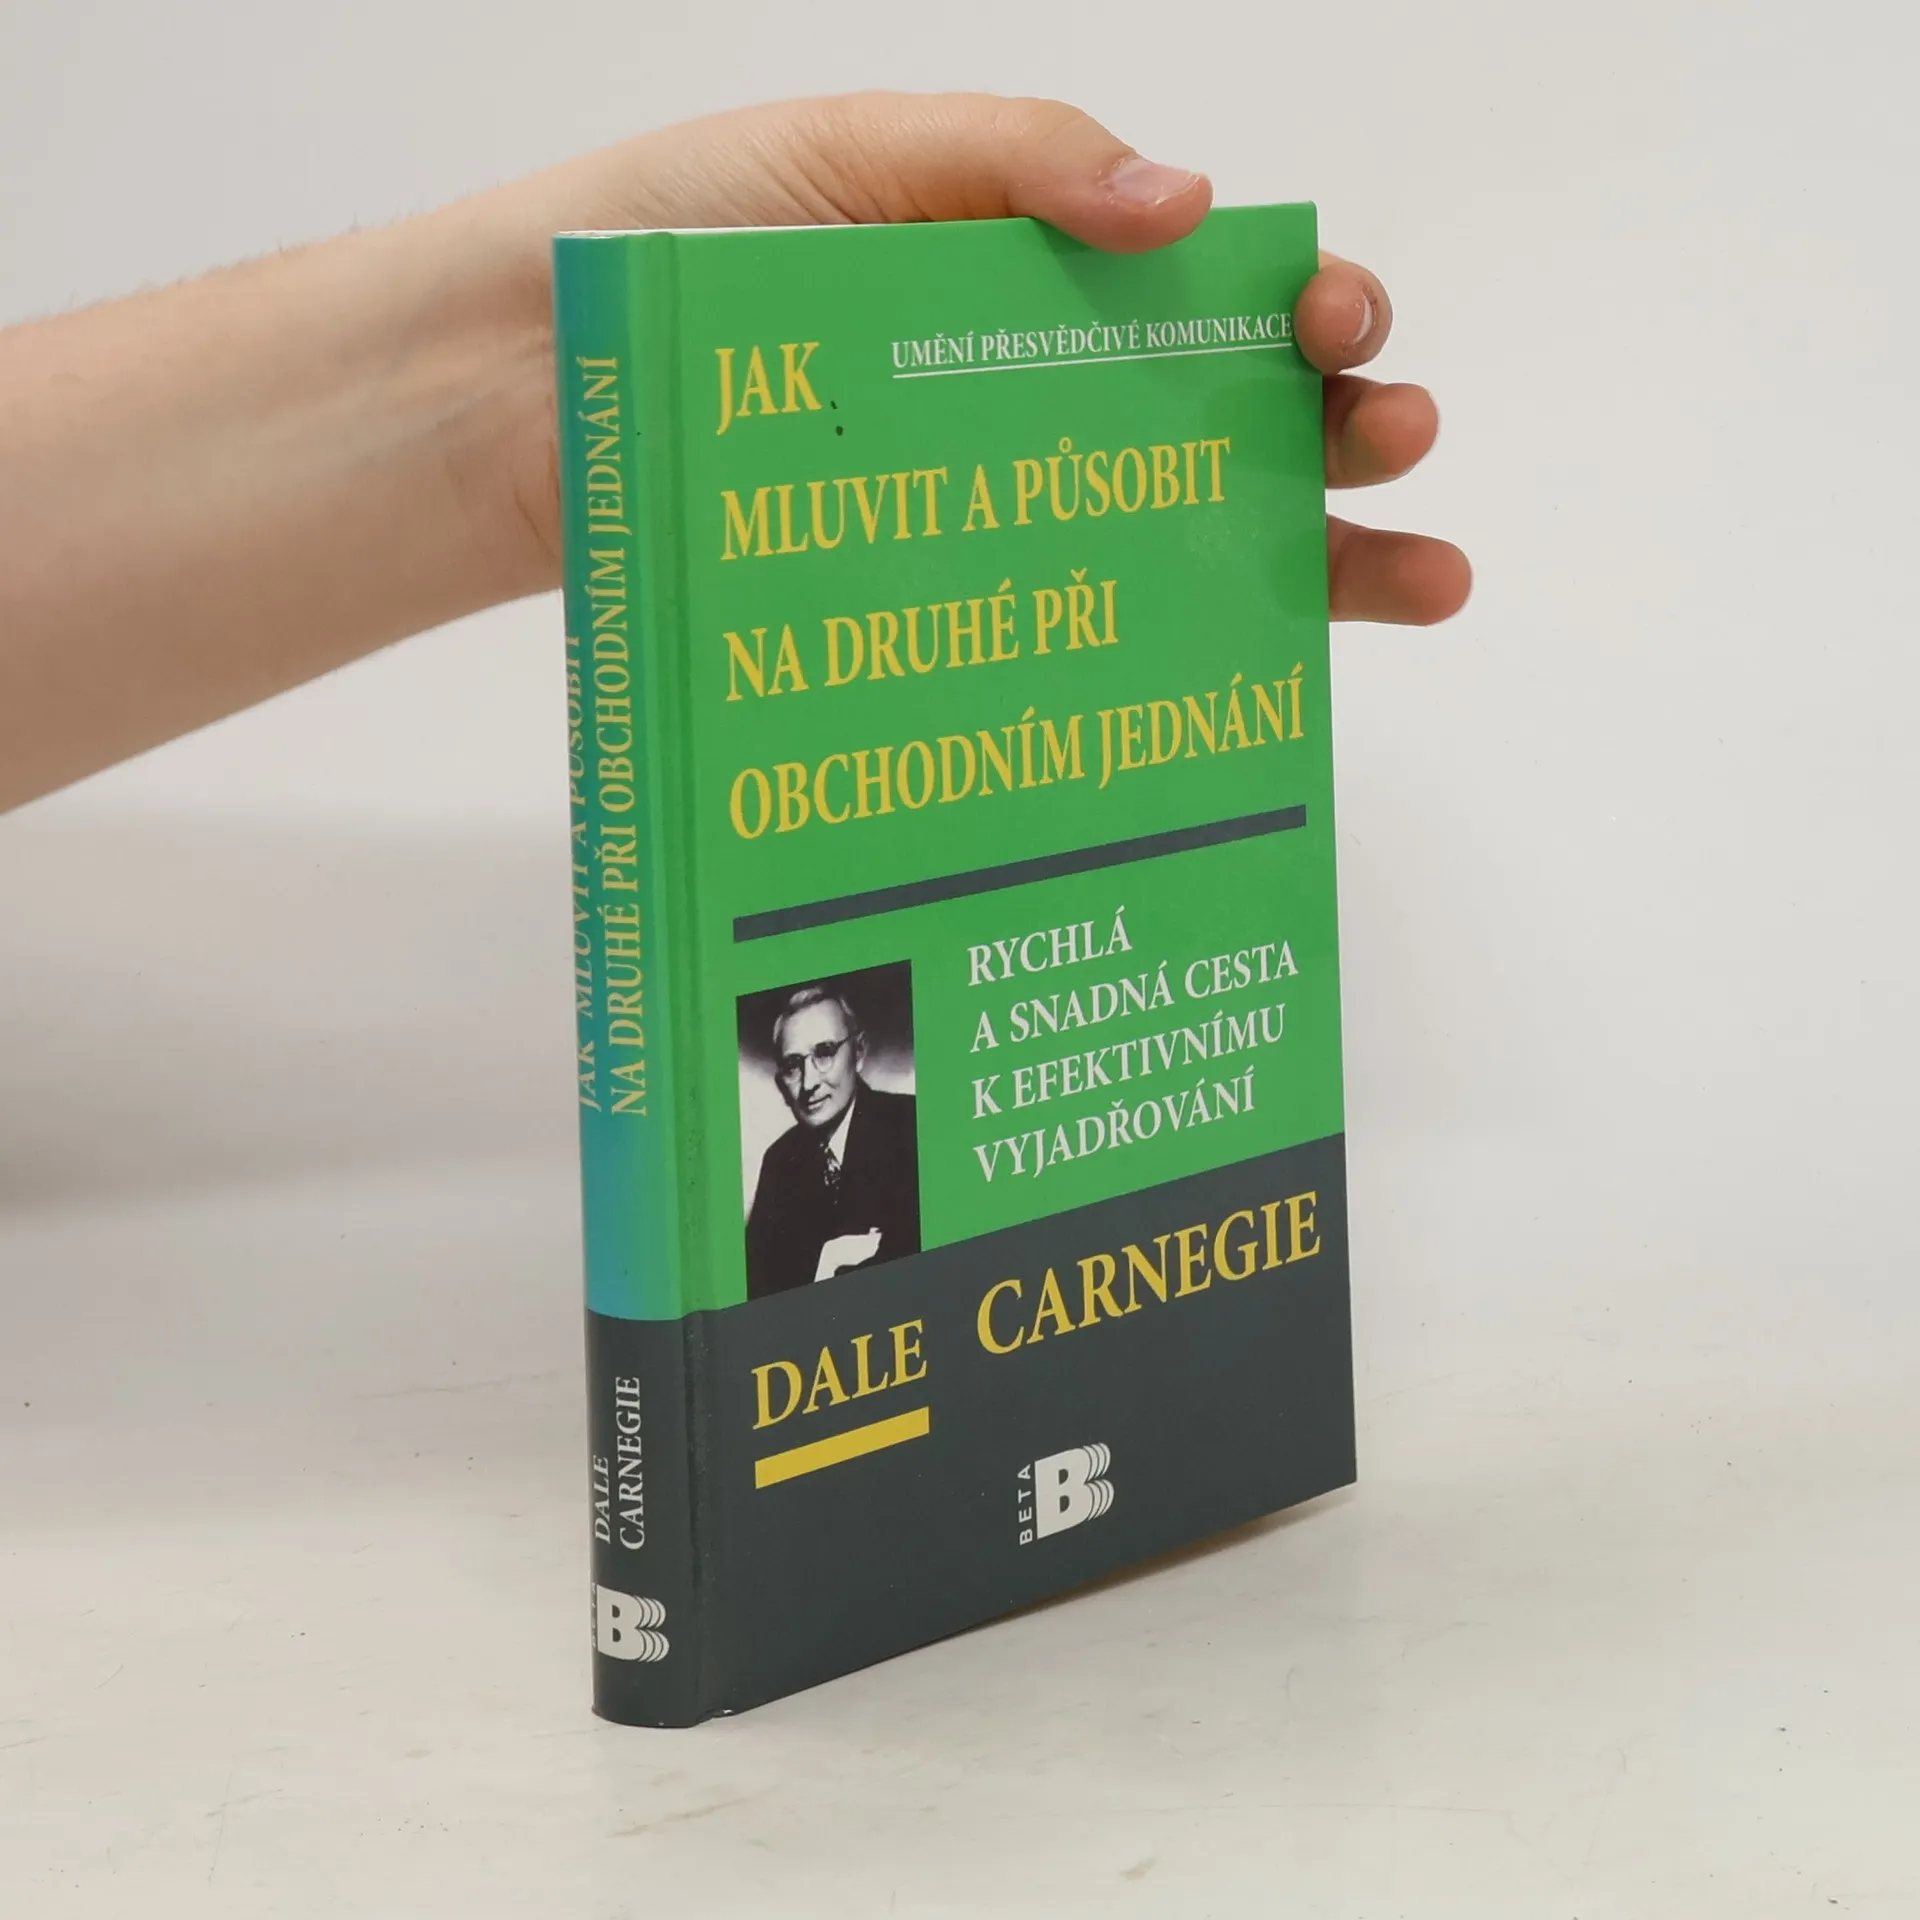 UMĚNÍ PŘESVĚDČIVÉ KOMUNIKACE
JAK
MLUVIT A PŮSOBIT
NA DRUHÉ PŘI
OBCHODNÍM JEDNÁNÍ
RYCHLÁ
A SNADNÁ CESTA
K EFEKTIVNÍMU
VYJADŘOVÁNÍ
DALE CARNEGIE
BETA
B
JAK MLUVIT A PŮSOBIT
NA DRUHÉ PŘI OBCHODNÍM JEDNÁNÍ
DALE
CARNEGIE
BETA
B